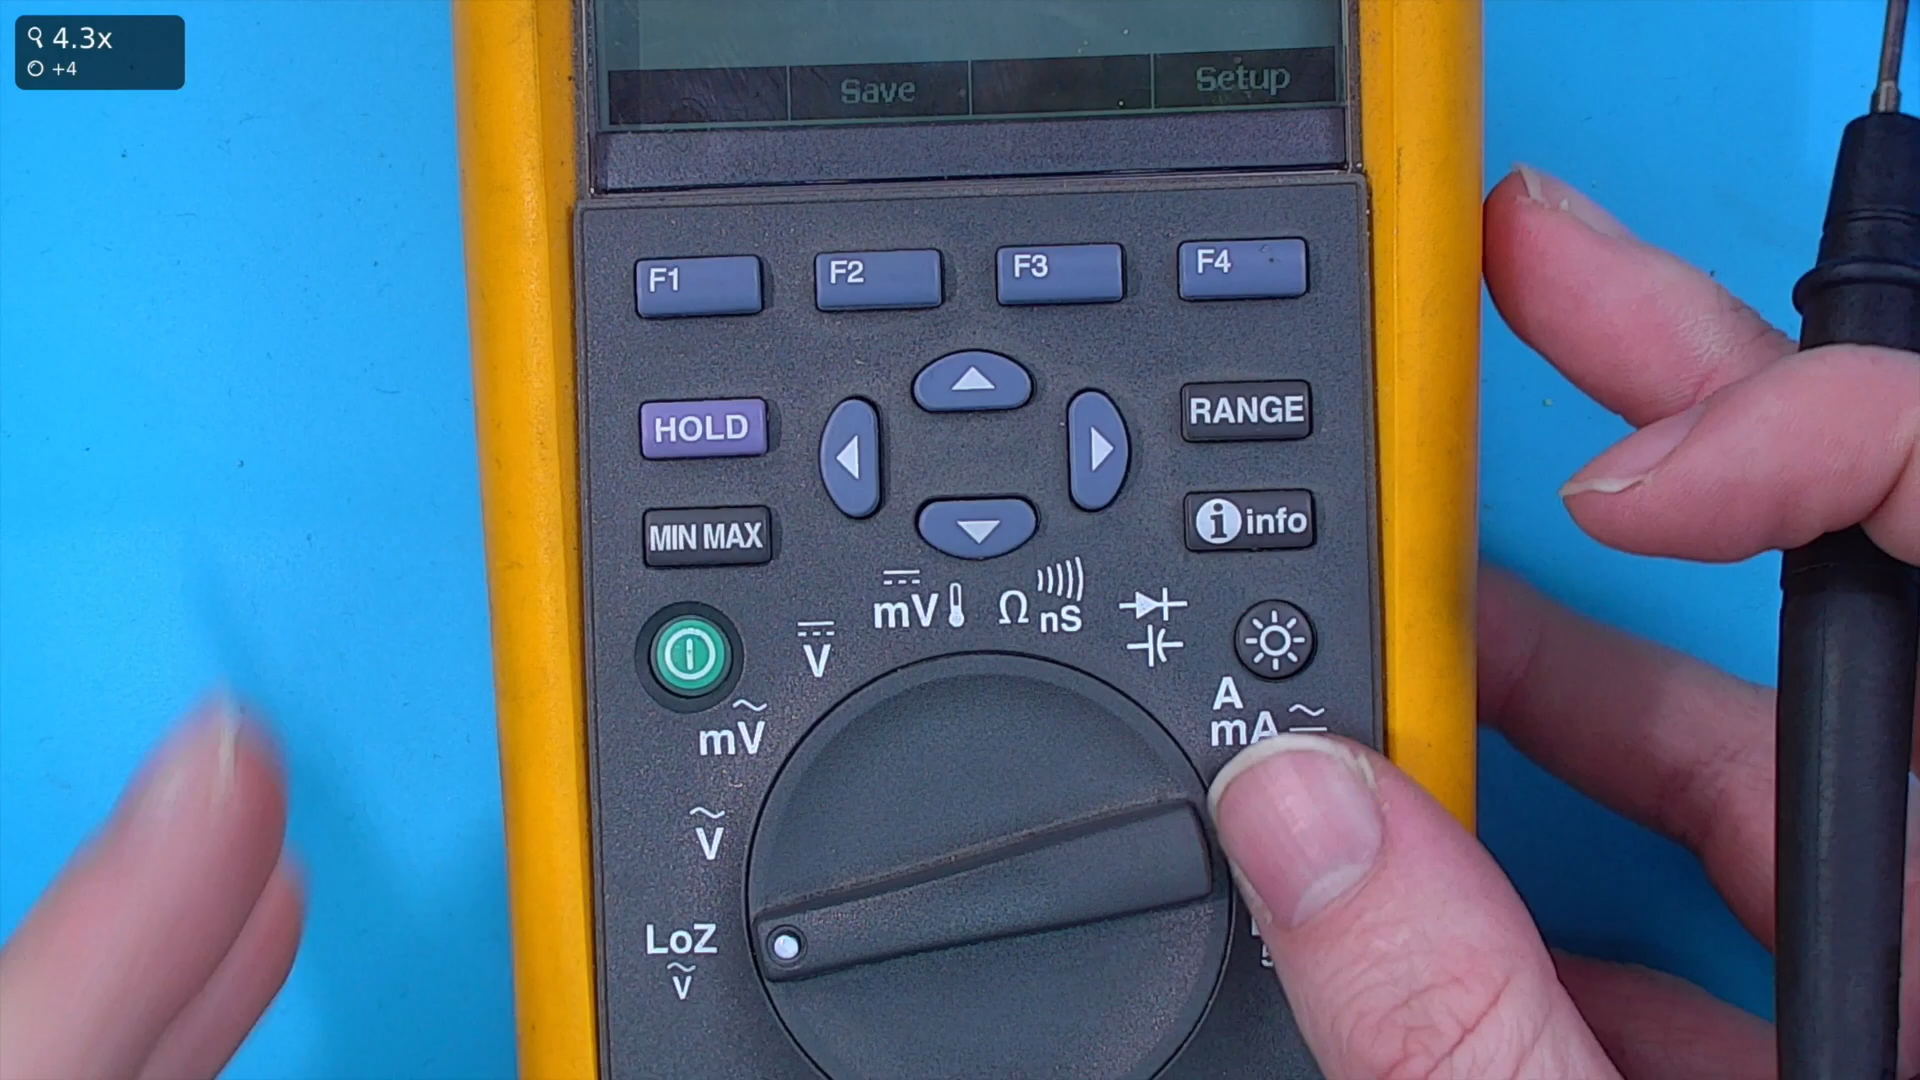 4.3x
+4
Save Setup
F1 F2 F3 F4
HOLD RANGE
MIN MAX info
mV Ω nS
V
A
mA
mV
V
LoZ
V